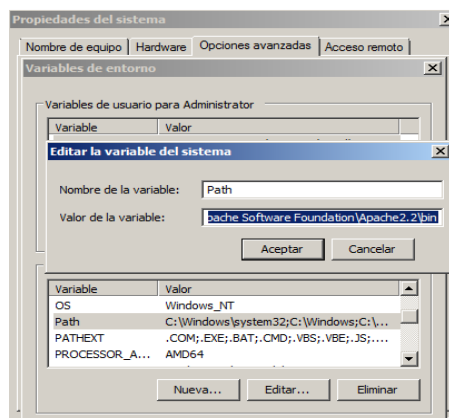 Propiedades del sistema
Nombre de equipo Hardware Opciones avanzadas Acceso remoto
Variables de entorno
Variables de usuario para Administrator
Variable Valor
Editar la variable del sistema
Nombre de la variable: Path
Valor de la variable: pache Software Foundation\Apache2.2\bin
Aceptar Cancelar
Variable Valor
OS Windows_NT
Path C:\Windows\system32;C:\Windows;C:\...
PATHEXT .COM;.EXE;.BAT;.CMD;.VBS;.VBE;.JS;....
PROCESSOR_A... AMD64
Nueva... Editar... Eliminar